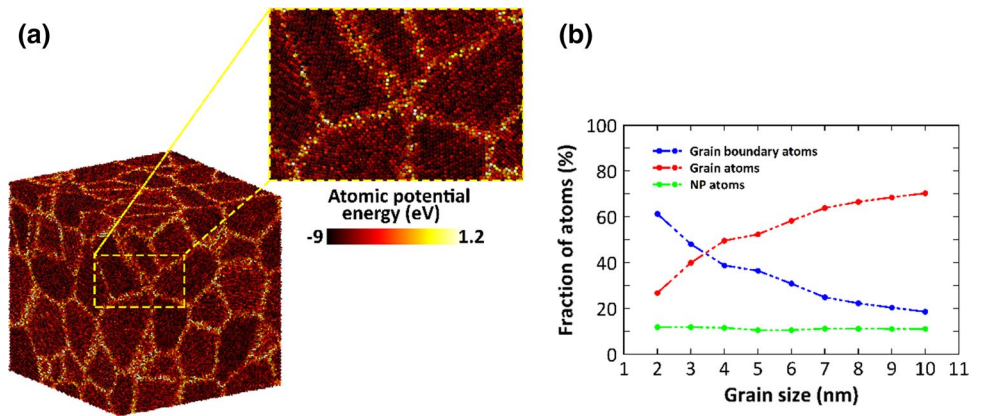 (a)
Atomic potential
energy (eV)
-9
1.2
(b)
100
80
60
40
20
0
Fraction of atoms (%)
Grain boundary atoms
Grain atoms
NP atoms
1 2 3 4 5 6 7 8 9 10 11
Grain size (nm)